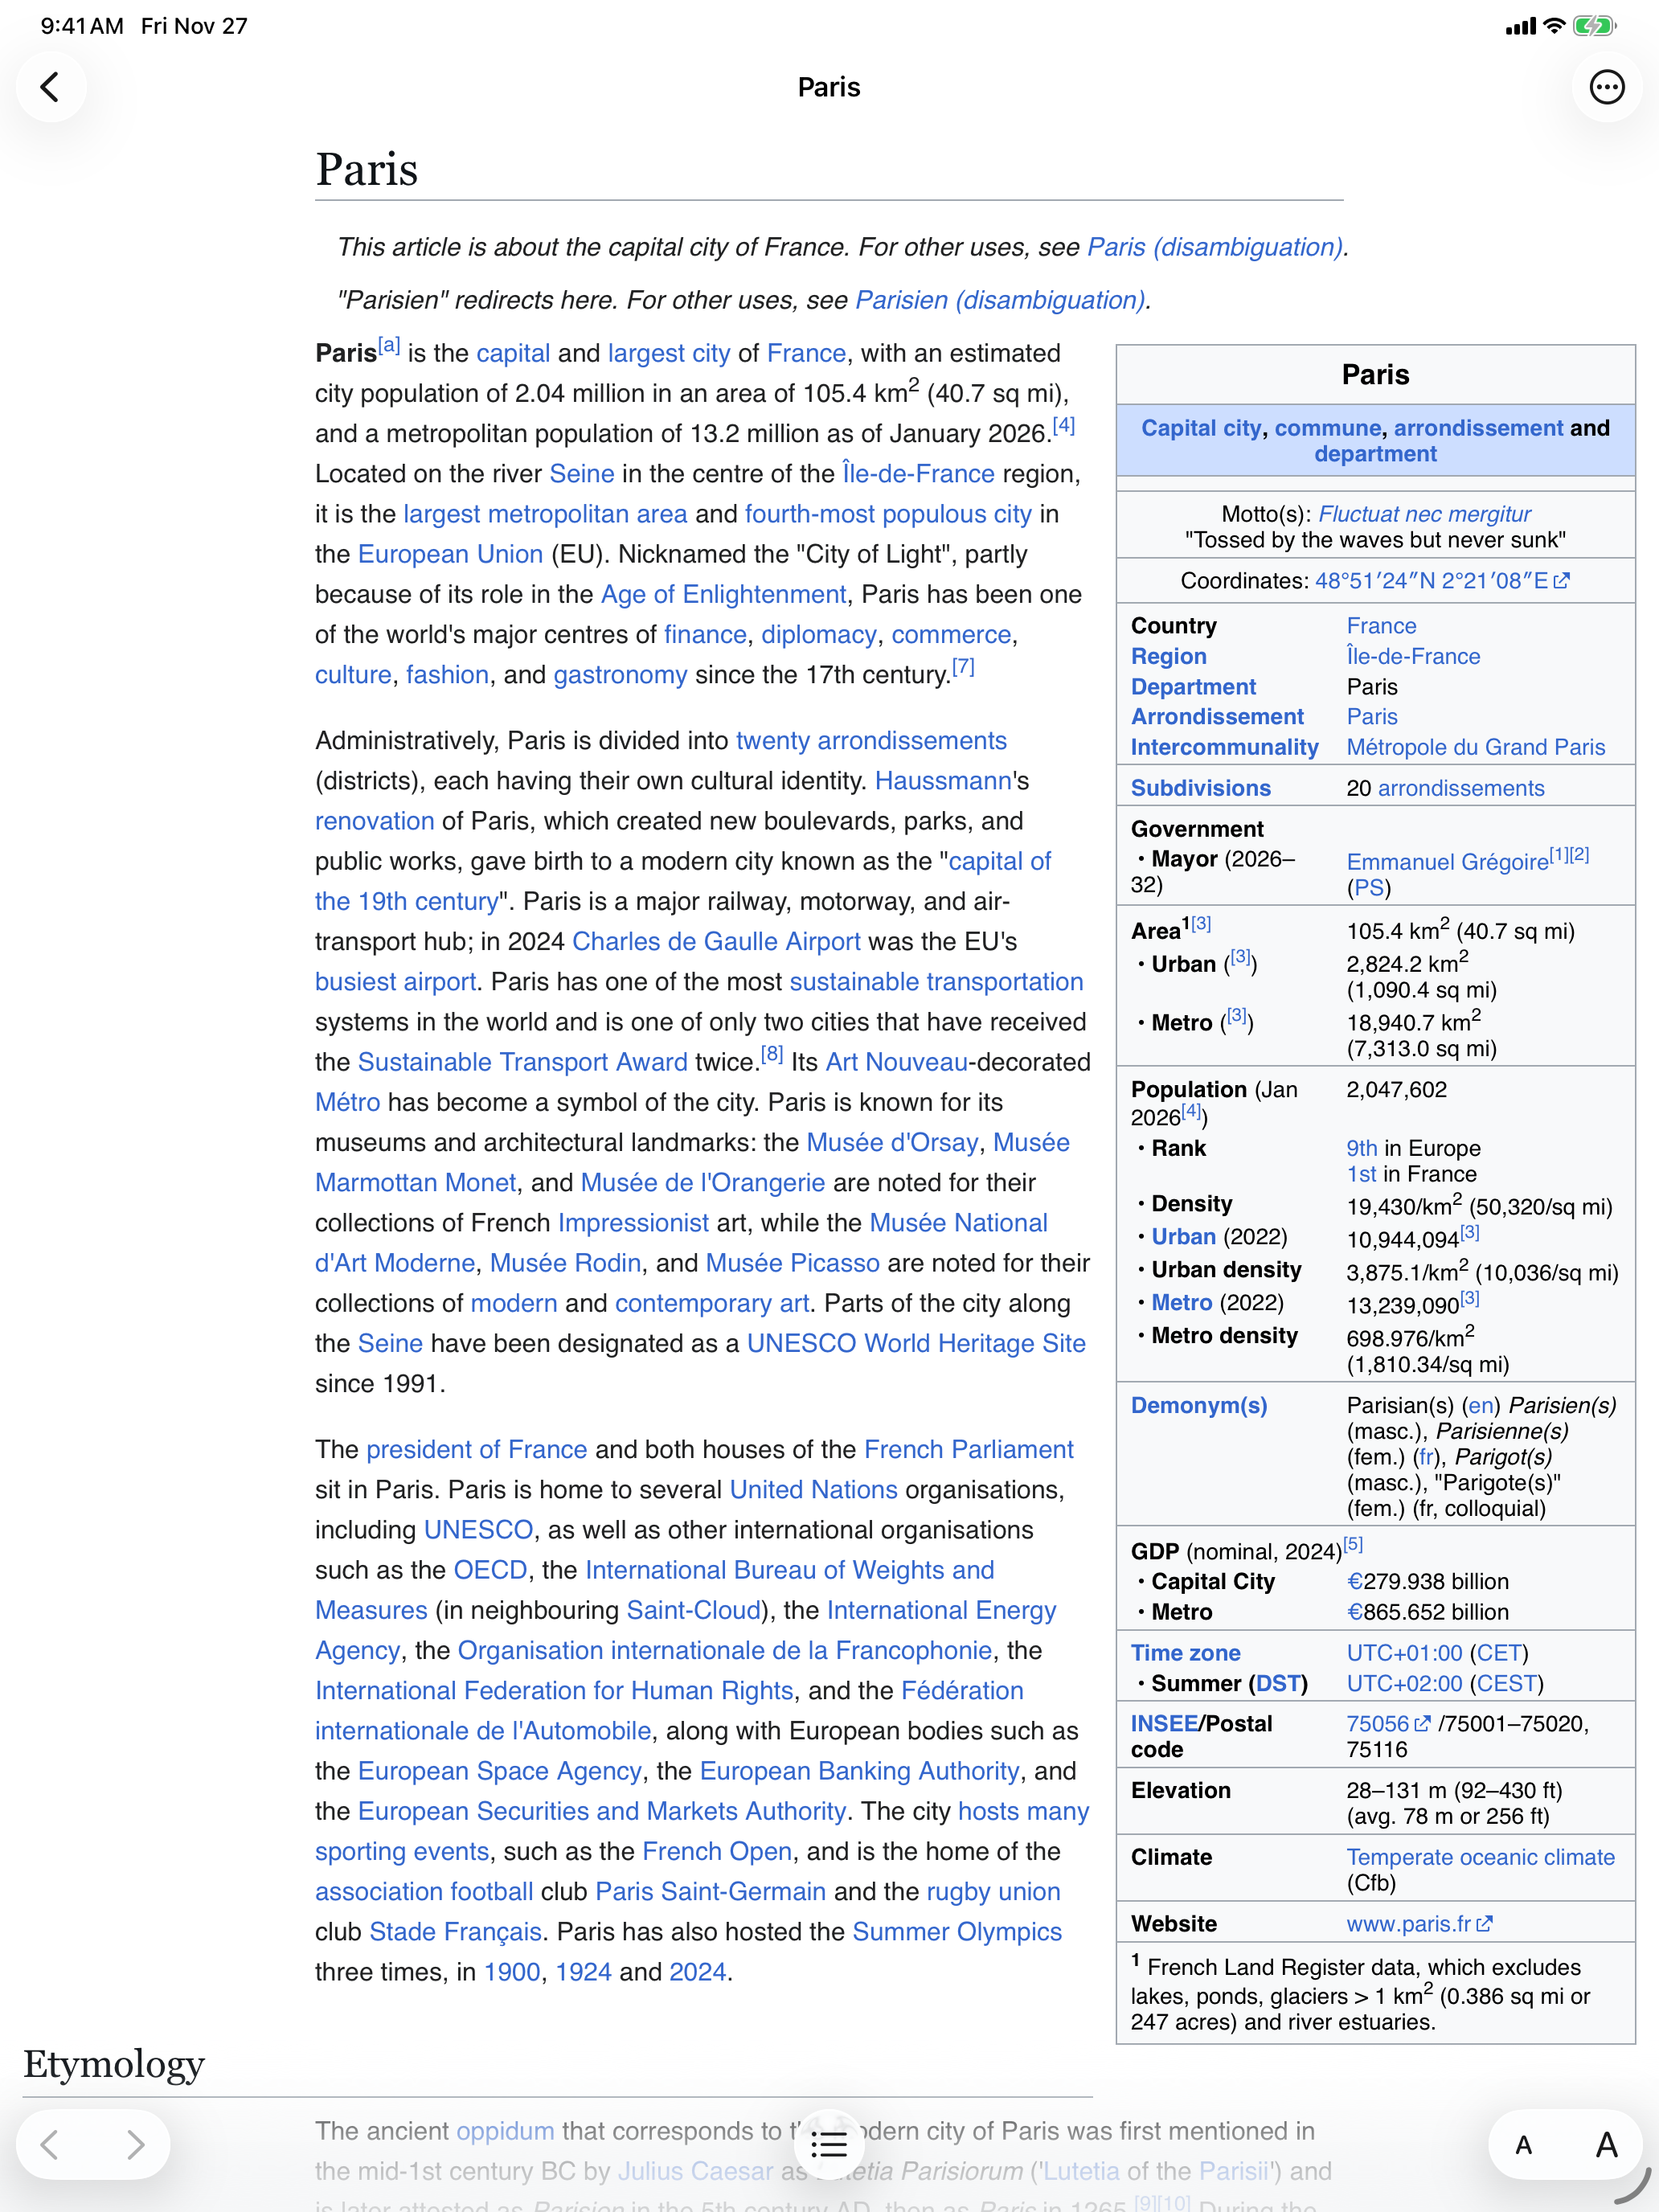 9:41 AM Fri Nov 27
Paris
Paris
This article is about the capital city of France. For other uses, see Paris (disambiguation).
"Parisien" redirects here. For other uses, see Parisien (disambiguation).
Paris[a] is the capital and largest city of France, with an estimated
city population of 2.04 million in an area of 105.4 km2 (40.7 sq mi),
and a metropolitan population of 13.2 million as of January 2026.[4]
Located on the river Seine in the centre of the Île-de-France region,
it is the largest metropolitan area and fourth-most populous city in
the European Union (EU). Nicknamed the "City of Light", partly
because of its role in the Age of Enlightenment, Paris has been one
of the world's major centres of finance, diplomacy, commerce,
culture, fashion, and gastronomy since the 17th century.[7]
Administratively, Paris is divided into twenty arrondissements
(districts), each having their own cultural identity. Haussmann's
renovation of Paris, which created new boulevards, parks, and
public works, gave birth to a modern city known as the "capital of
the 19th century". Paris is a major railway, motorway, and air-
transport hub; in 2024 Charles de Gaulle Airport was the EU's
busiest airport. Paris has one of the most sustainable transportation
systems in the world and is one of only two cities that have received
the Sustainable Transport Award twice.[8] Its Art Nouveau-decorated
Métro has become a symbol of the city. Paris is known for its
museums and architectural landmarks: the Musée d'Orsay, Musée
Marmottan Monet, and Musée de l'Orangerie are noted for their
collections of French Impressionist art, while the Musée National
d'Art Moderne, Musée Rodin, and Musée Picasso are noted for their
collections of modern and contemporary art. Parts of the city along
the Seine have been designated as a UNESCO World Heritage Site
since 1991.
The president of France and both houses of the French Parliament
sit in Paris. Paris is home to several United Nations organisations,
including UNESCO, as well as other international organisations
such as the OECD, the International Bureau of Weights and
Measures (in neighbouring Saint-Cloud), the International Energy
Agency, the Organisation internationale de la Francophonie, the
International Federation for Human Rights, and the Fédération
internationale de l'Automobile, along with European bodies such as
the European Space Agency, the European Banking Authority, and
the European Securities and Markets Authority. The city hosts many
sporting events, such as the French Open, and is the home of the
association football club Paris Saint-Germain and the rugby union
club Stade Français. Paris has also hosted the Summer Olympics
three times, in 1900, 1924 and 2024.
Paris
Capital city, commune, arrondissement and
department
Motto(s): Fluctuat nec mergitur
"Tossed by the waves but never sunk"
Coordinates: 48°51′24″N 2°21′08″E
Country France
Region Île-de-France
Department Paris
Arrondissement Paris
Intercommunality Métropole du Grand Paris
Subdivisions 20 arrondissements
Government
• Mayor (2026–
32) Emmanuel Grégoire[1][2]
(PS)
Area1[3] 105.4 km2 (40.7 sq mi)
• Urban ([3]) 2,824.2 km2
(1,090.4 sq mi)
• Metro ([3]) 18,940.7 km2
(7,313.0 sq mi)
Population (Jan
2026[4]) 2,047,602
• Rank 9th in Europe
1st in France
• Density 19,430/km2 (50,320/sq mi)
• Urban (2022) 10,944,094[3]
• Urban density 3,875.1/km2 (10,036/sq mi)
• Metro (2022) 13,239,090[3]
• Metro density 698.976/km2
(1,810.34/sq mi)
Demonym(s) Parisian(s) (en) Parisien(s)
(masc.), Parisienne(s)
(fem.) (fr), Parigot(s)
(masc.), "Parigote(s)"
(fem.) (fr, colloquial)
GDP (nominal, 2024)[5]
• Capital City €279.938 billion
• Metro €865.652 billion
Time zone UTC+01:00 (CET)
• Summer (DST) UTC+02:00 (CEST)
INSEE/Postal
code 75056 /75001–75020,
75116
Elevation 28–131 m (92–430 ft)
(avg. 78 m or 256 ft)
Climate Temperate oceanic climate
(Cfb)
Website www.paris.fr
1 French Land Register data, which excludes
lakes, ponds, glaciers > 1 km2 (0.386 sq mi or
247 acres) and river estuaries.
Etymology
The ancient oppidum that corresponds to modern city of Paris was first mentioned in
the mid-1st century BC by Julius Caesar as Lutetia Parisiorum ('Lutetia of the Parisii') and
is later attested as Parision in the 5th century AD, then as Paris in 1265.[9][10] During the
A A